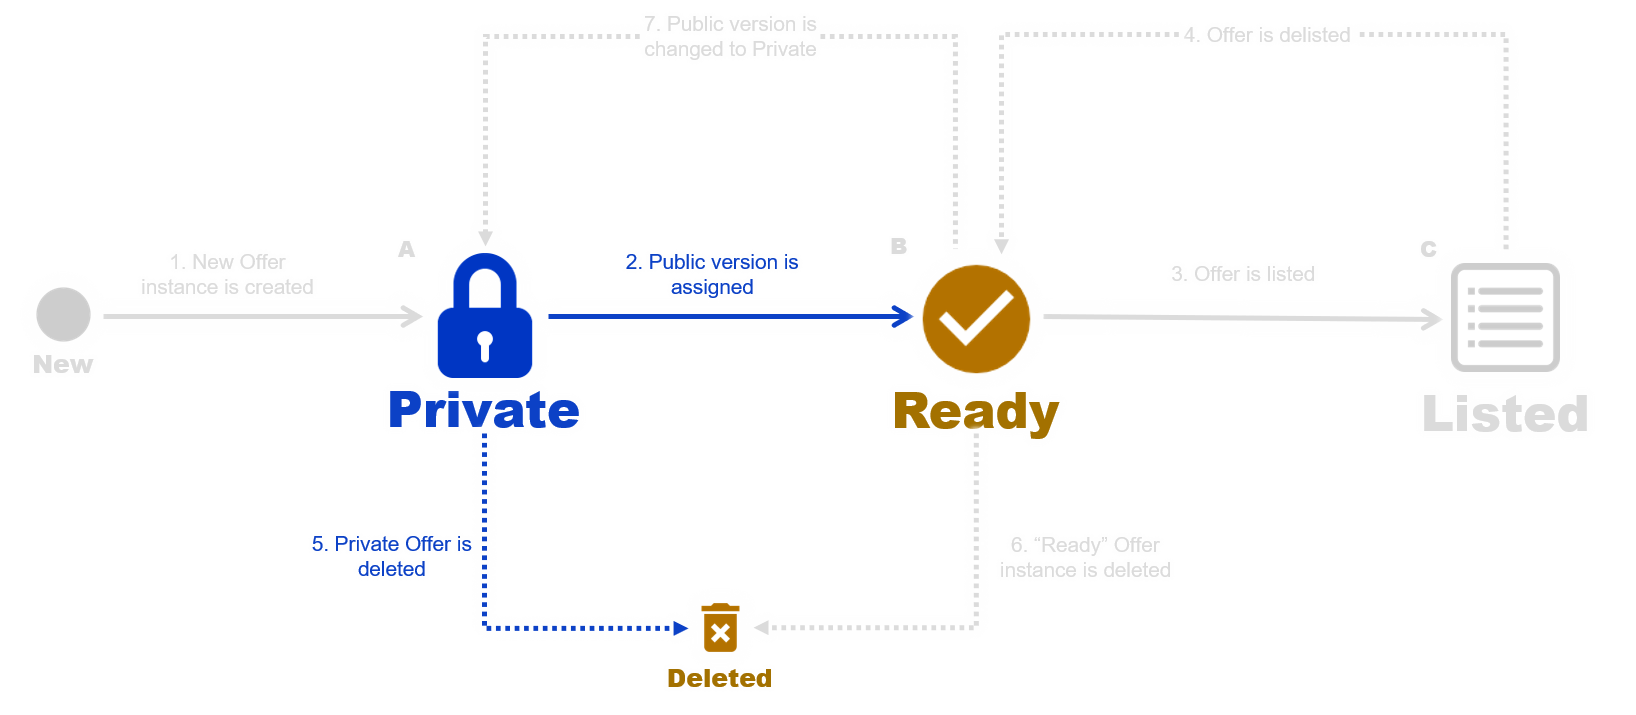 7. Public version is
changed to Private
4. Offer is delisted
A
B
C
1. New Offer
instance is created
2. Public version is
assigned
3. Offer is listed
New
Private
Ready
Listed
5. Private Offer is
deleted
6. “Ready” Offer
instance is deleted
Deleted